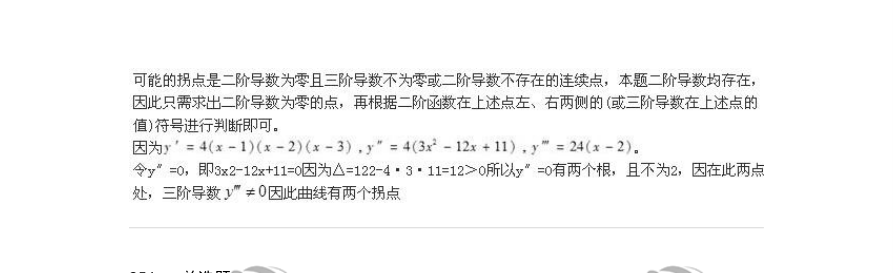 可能的拐点是二阶导数为零且三阶导数不为零或二阶导数不存在的连续点，本题二阶导数均存在，
因此只需求出二阶导数为零的点，再根据二阶函数在上述点左、右两侧的(或三阶导数在上述点的
值)符号进行判断即可。
因为y′ = 4(x − 1)(x − 2)(x − 3) , y″ = 4(3x² − 12x + 11) , y‴ = 24(x − 2)。
令y″ =0，即3x2-12x+11=0因为△=122-4·3·11=12＞0所以y″ =0有两个根，且不为2，因在此两点
处，三阶导数 y‴ ≠ 0因此曲线有两个拐点